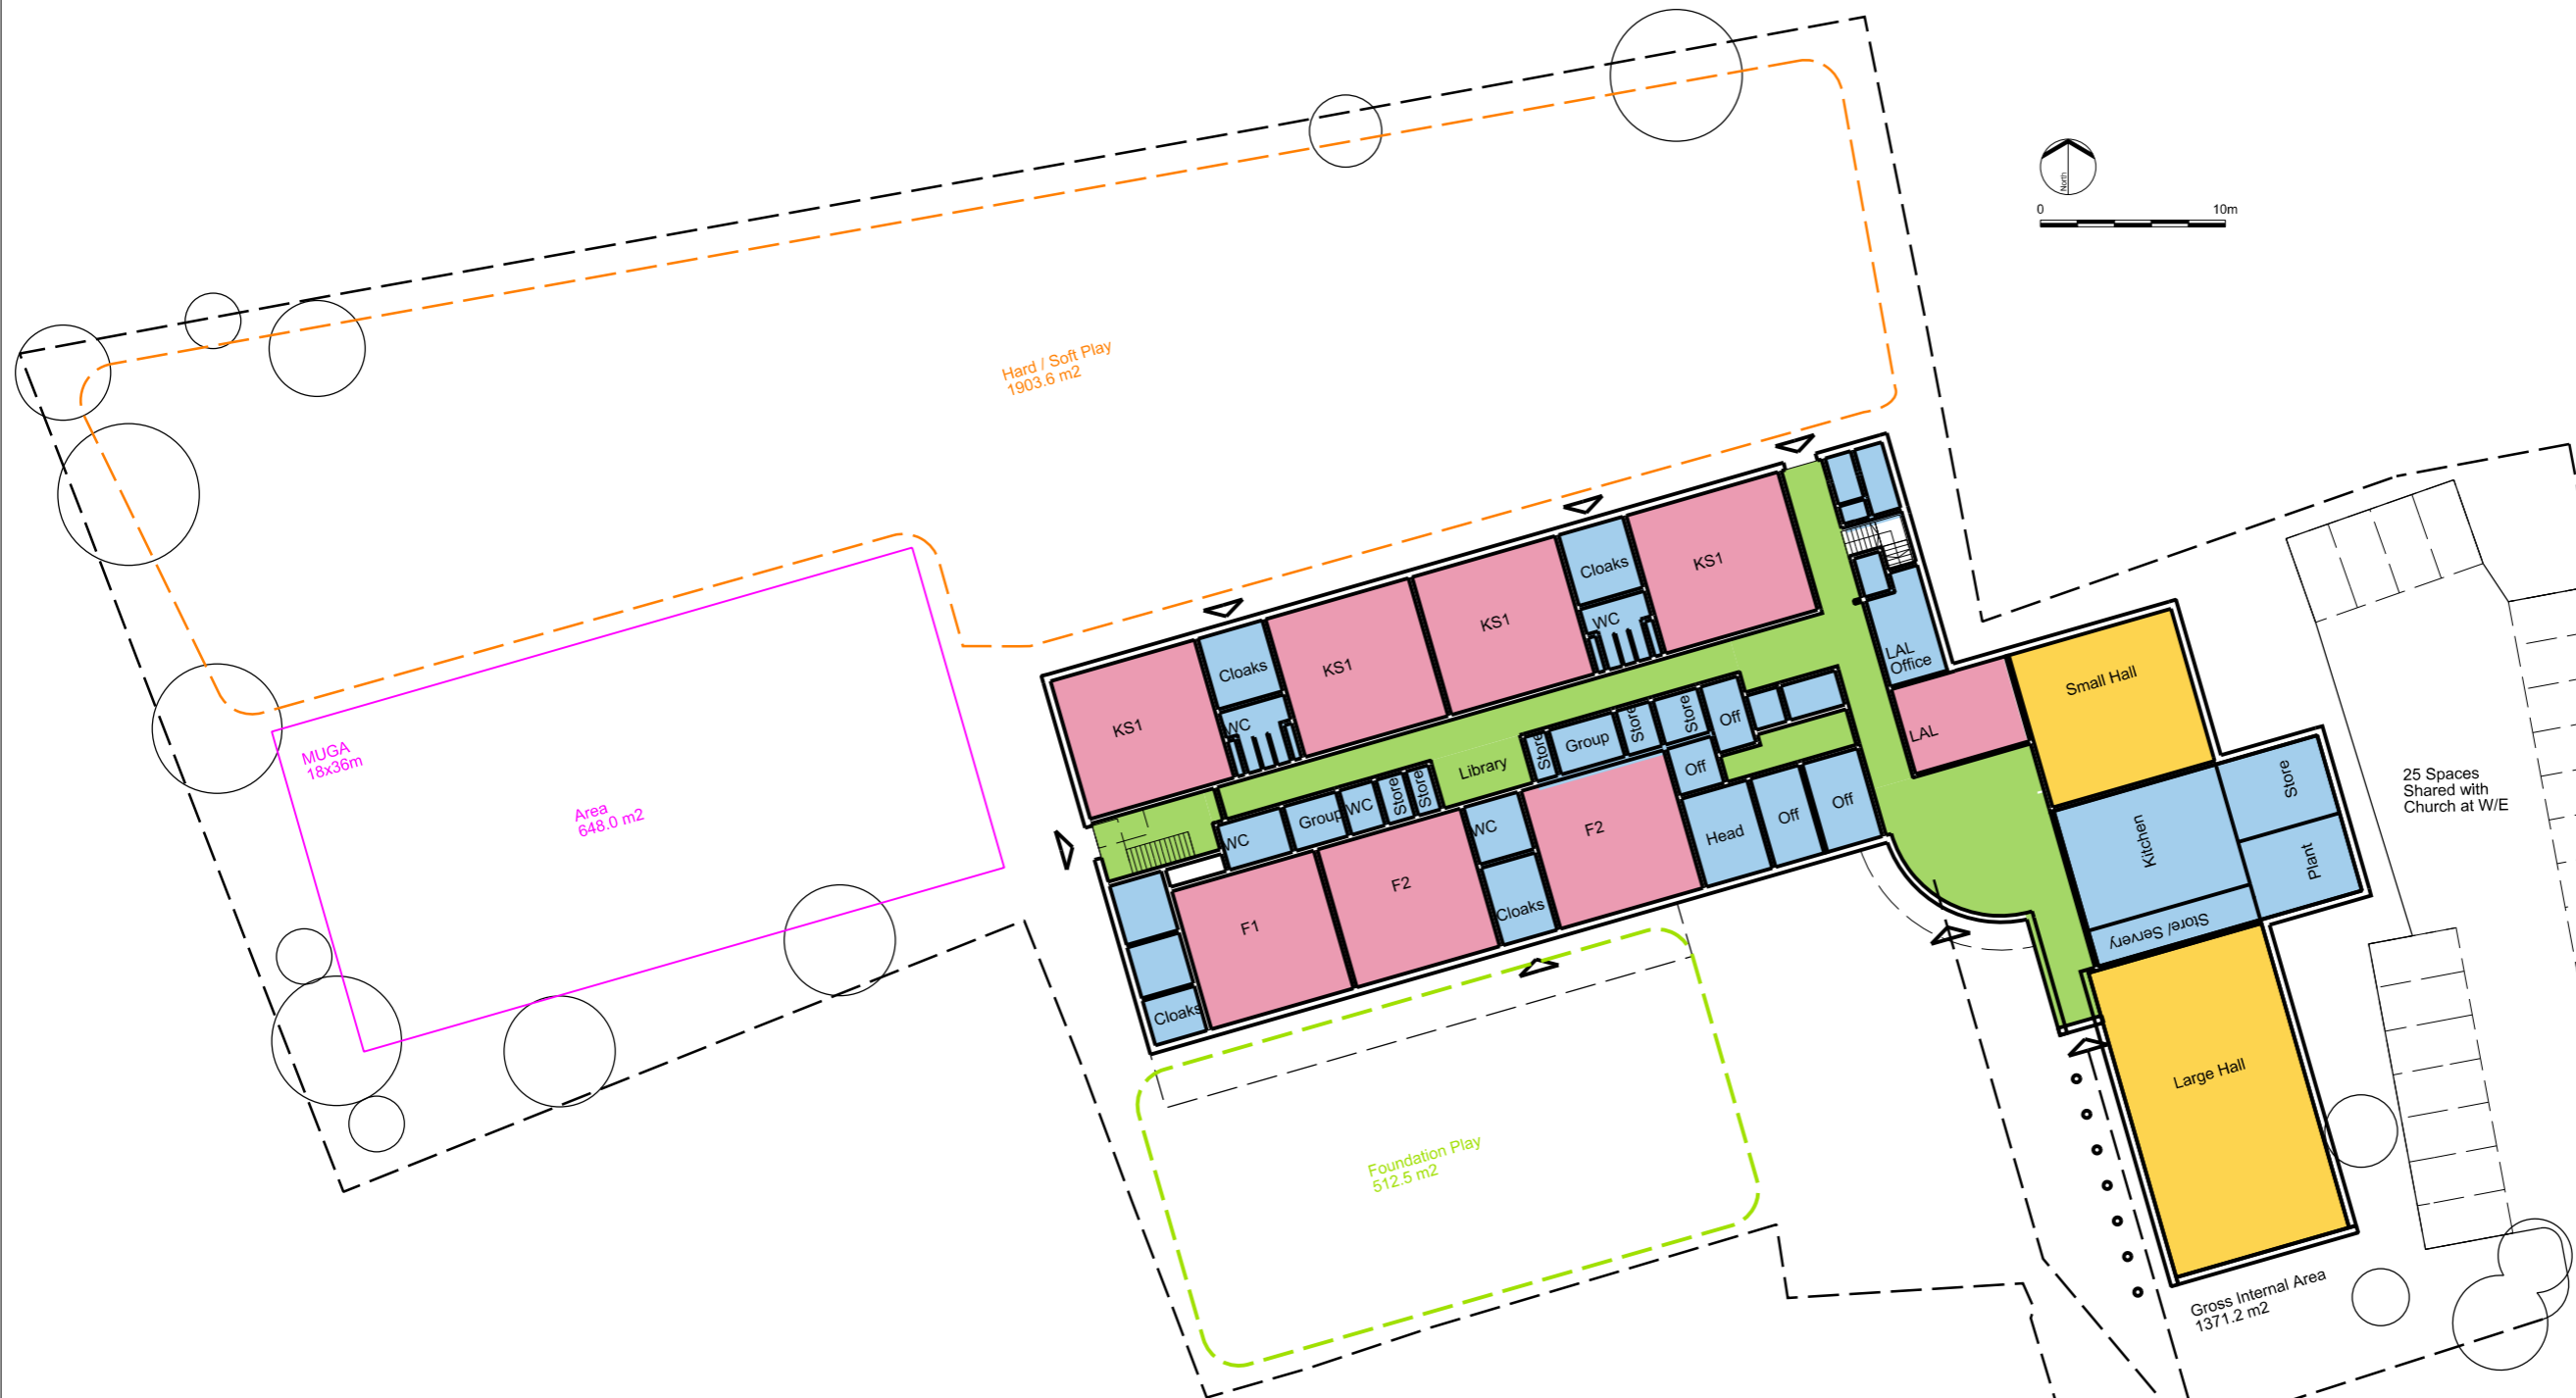 North
0 10m
Hard / Soft Play
1903.6 m2
MUGA
18x36m
Area
648.0 m2
KS1
Cloaks
WC
KS1
KS1
Cloaks
WC
KS1
LAL
Office
LAL
Small Hall
Kitchen
Store
Plant
Store/ Servery
Large Hall
25 Spaces
Shared with
Church at W/E
WC
Group
WC
Store
Store
Library
Store
Group
Store
Store
Off
Off
Head
Off
Off
F1
F2
WC
Cloaks
F2
Cloaks
Foundation Play
512.5 m2
Gross Internal Area
1371.2 m2